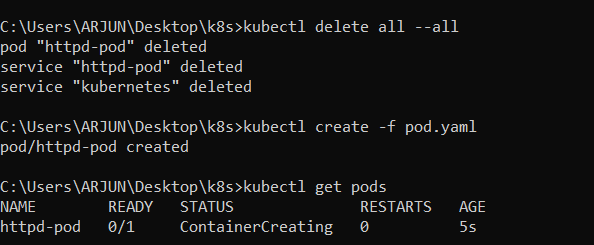 C:\Users\ARJUN\Desktop\k8s>kubectl delete all --all
pod "httpd-pod" deleted
service "httpd-pod" deleted
service "kubernetes" deleted
C:\Users\ARJUN\Desktop\k8s>kubectl create -f pod.yaml
pod/httpd-pod created
C:\Users\ARJUN\Desktop\k8s>kubectl get pods
NAME READY STATUS RESTARTS AGE
httpd-pod 0/1 ContainerCreating 0 5s